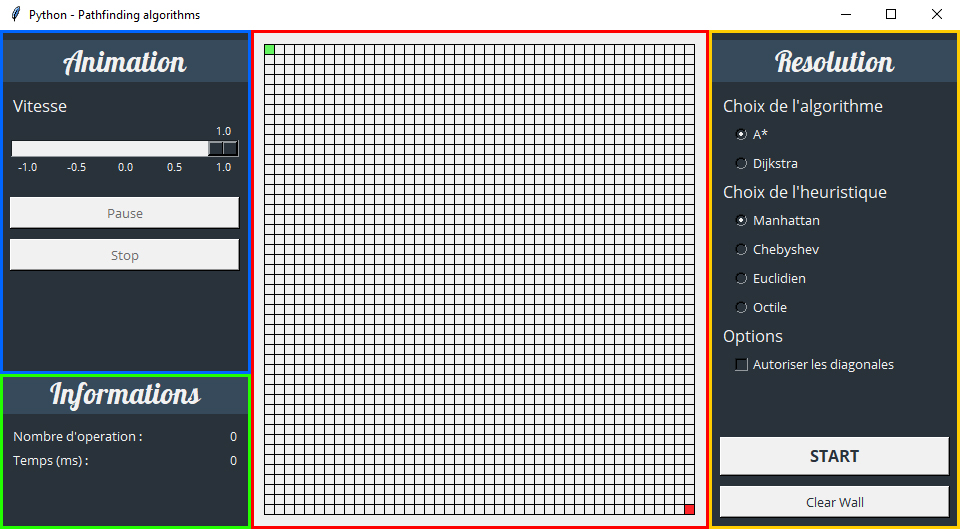 Python - Pathfinding algorithms
Animation
Vitesse
1.0
-1.0 -0.5 0.0 0.5 1.0
Pause
Stop
Informations
Nombre d'operation : 0
Temps (ms) : 0
Resolution
Choix de l'algorithme
A*
Dijkstra
Choix de l'heuristique
Manhattan
Chebyshev
Euclidien
Octile
Options
Autoriser les diagonales
START
Clear Wall